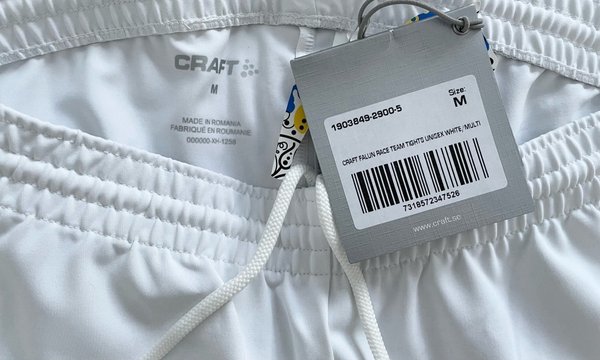 CRAFT
M
MADE IN ROMANIA
FABRIQUÉ EN ROUMANIE
000000-XH-1258
1903849-2900-5
Size:
M
CRAFT FALUN RACE TEAM TIGHTS UNISEX WHITE/MULTI
7318572347526
www.craft.se